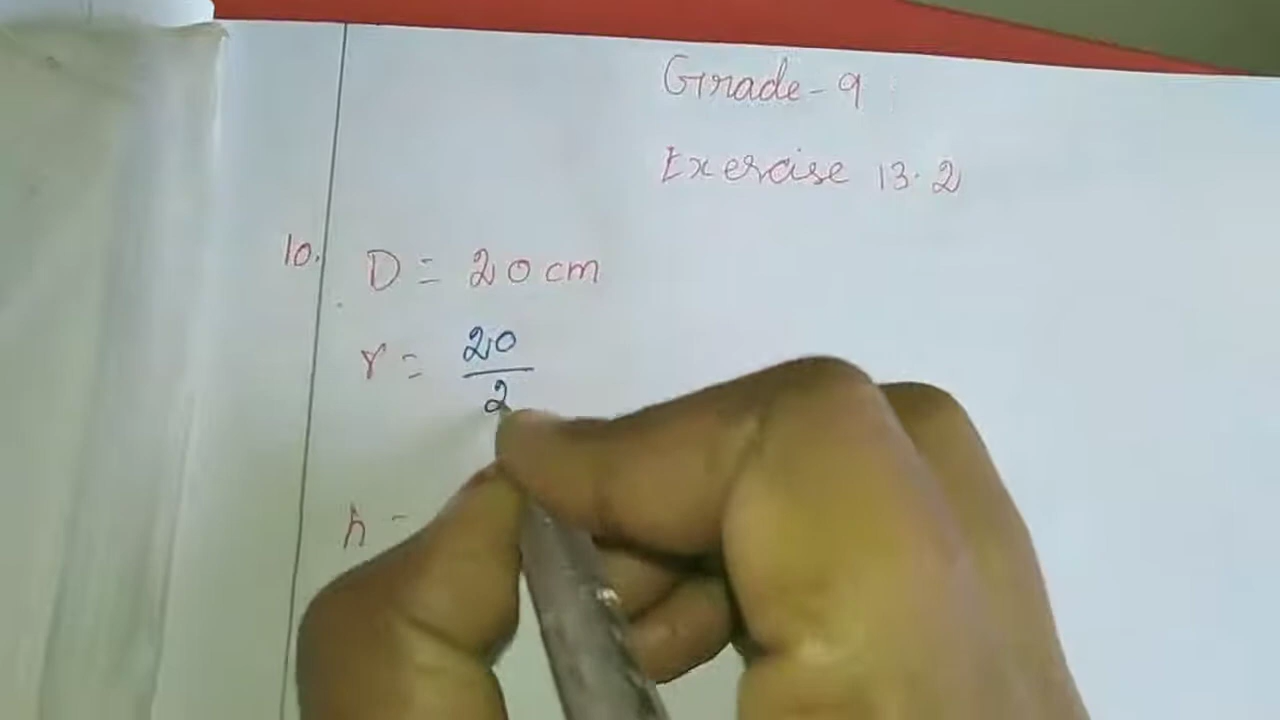 Grade-9
Exercise 13.2
10. D = 20 cm
r = 20/2
h =